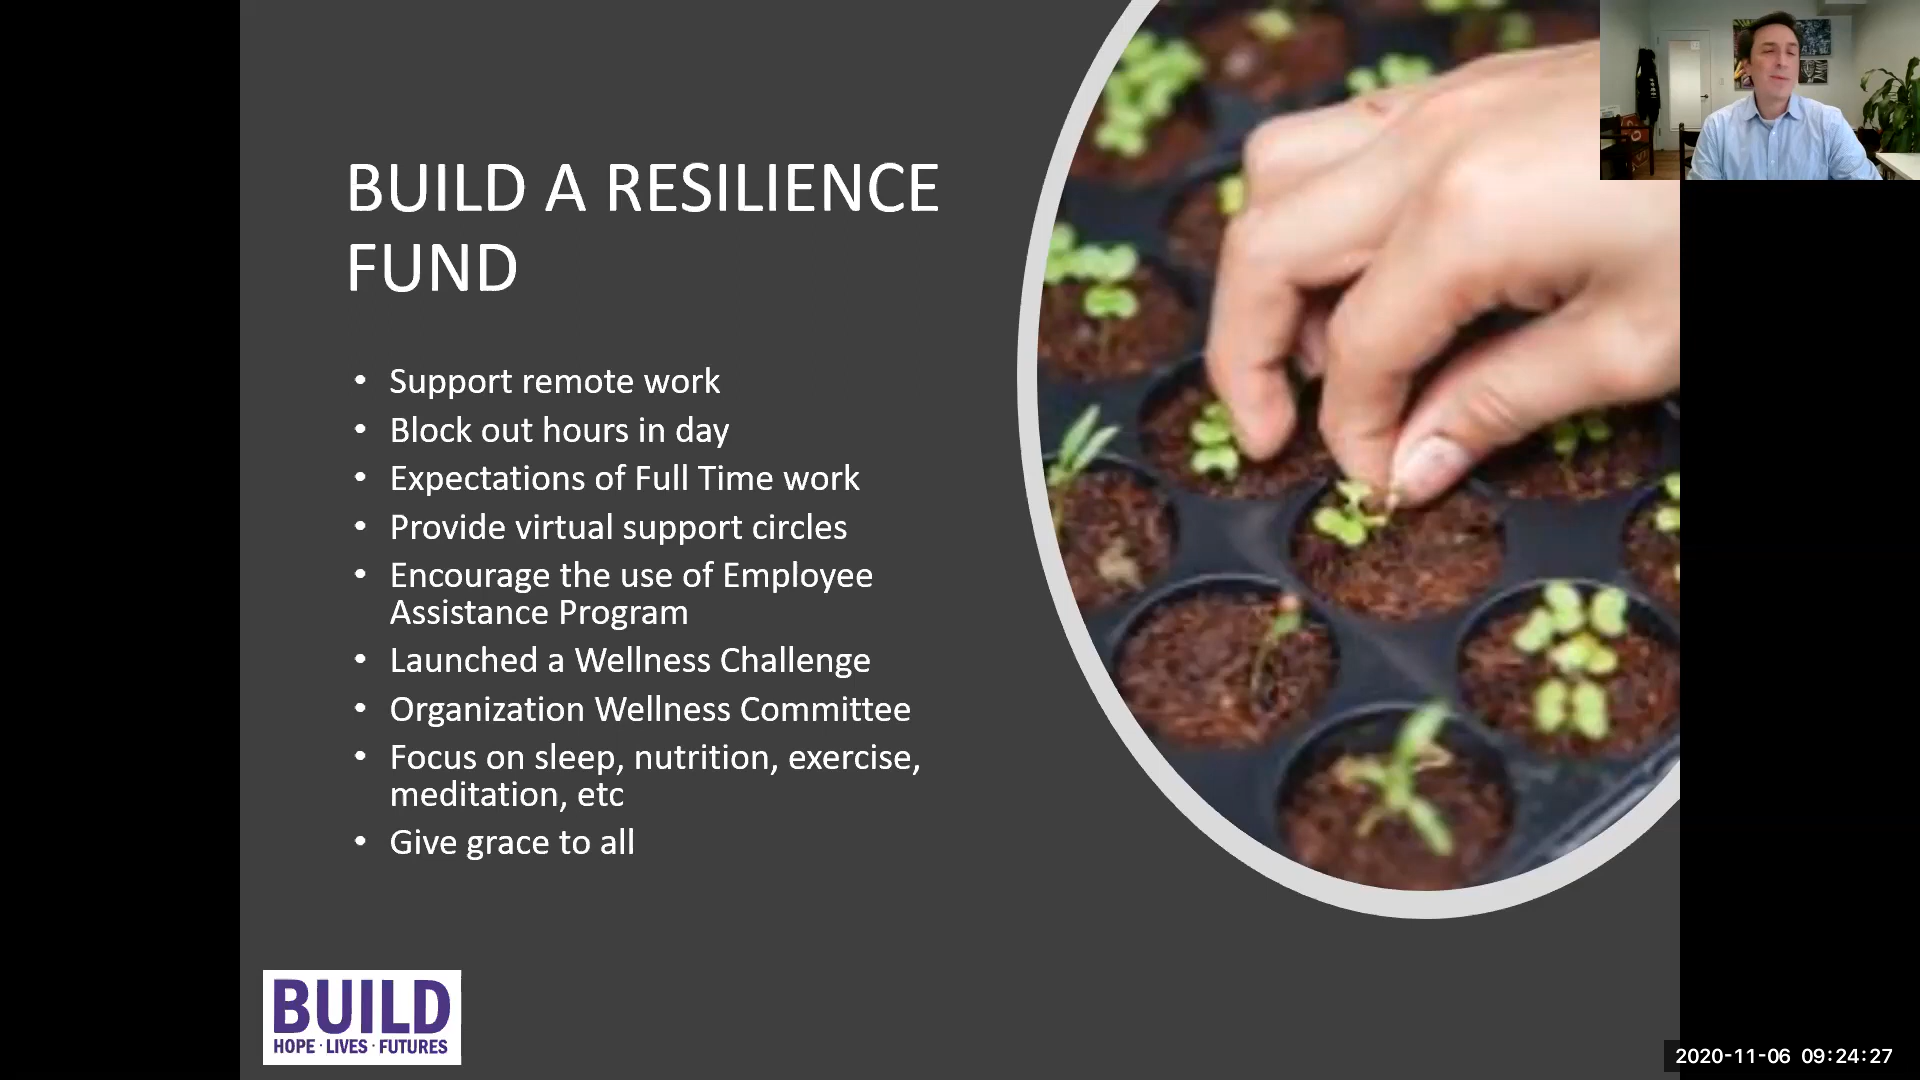 BUILD A RESILIENCE
FUND
• Support remote work
• Block out hours in day
• Expectations of Full Time work
• Provide virtual support circles
• Encourage the use of Employee
Assistance Program
• Launched a Wellness Challenge
• Organization Wellness Committee
• Focus on sleep, nutrition, exercise,
meditation, etc
• Give grace to all
BUILD
HOPE · LIVES · FUTURES
2020-11-06 09:24:27